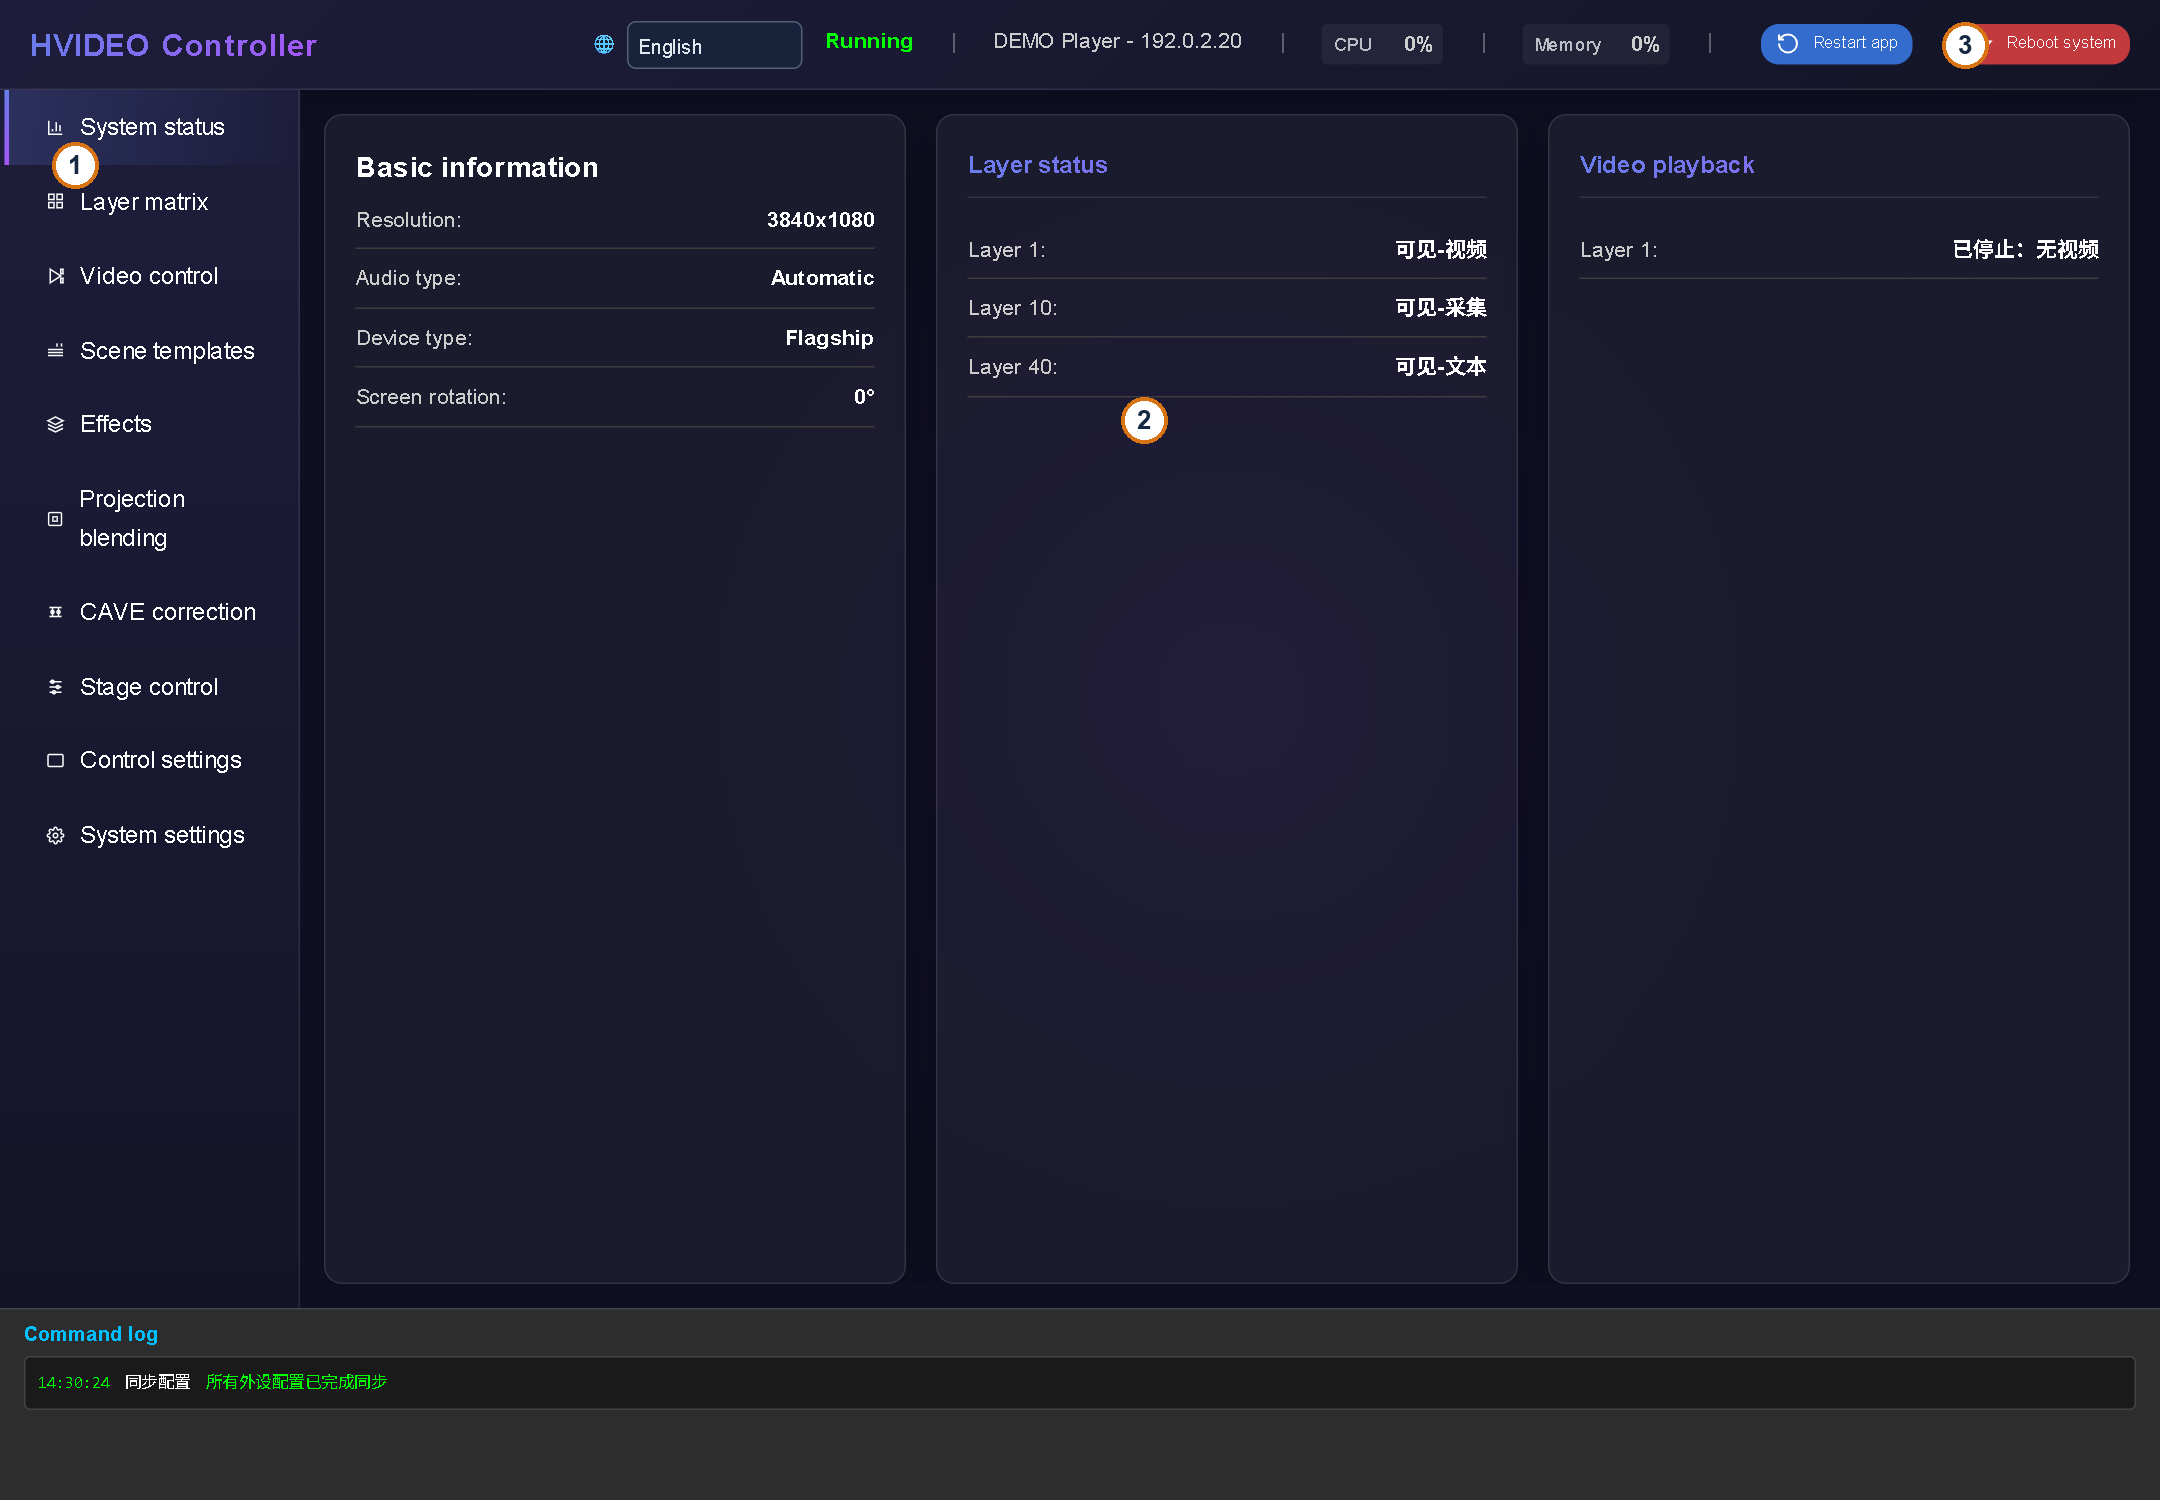 HVIDEO Controller
English
Running
|
DEMO Player - 192.0.2.20
|
CPU 0%
|
Memory 0%
|
Restart app
3
Reboot system
System status
1
Layer matrix
Video control
Scene templates
Effects
Projection
blending
CAVE correction
Stage control
Control settings
System settings
Basic information
Resolution: 3840x1080
Audio type: Automatic
Device type: Flagship
Screen rotation: 0°
Layer status
Layer 1: 可见-视频
Layer 10: 可见-采集
Layer 40: 可见-文本
2
Video playback
Layer 1: 已停止：无视频
Command log
14:30:24 同步配置 所有外设配置已完成同步